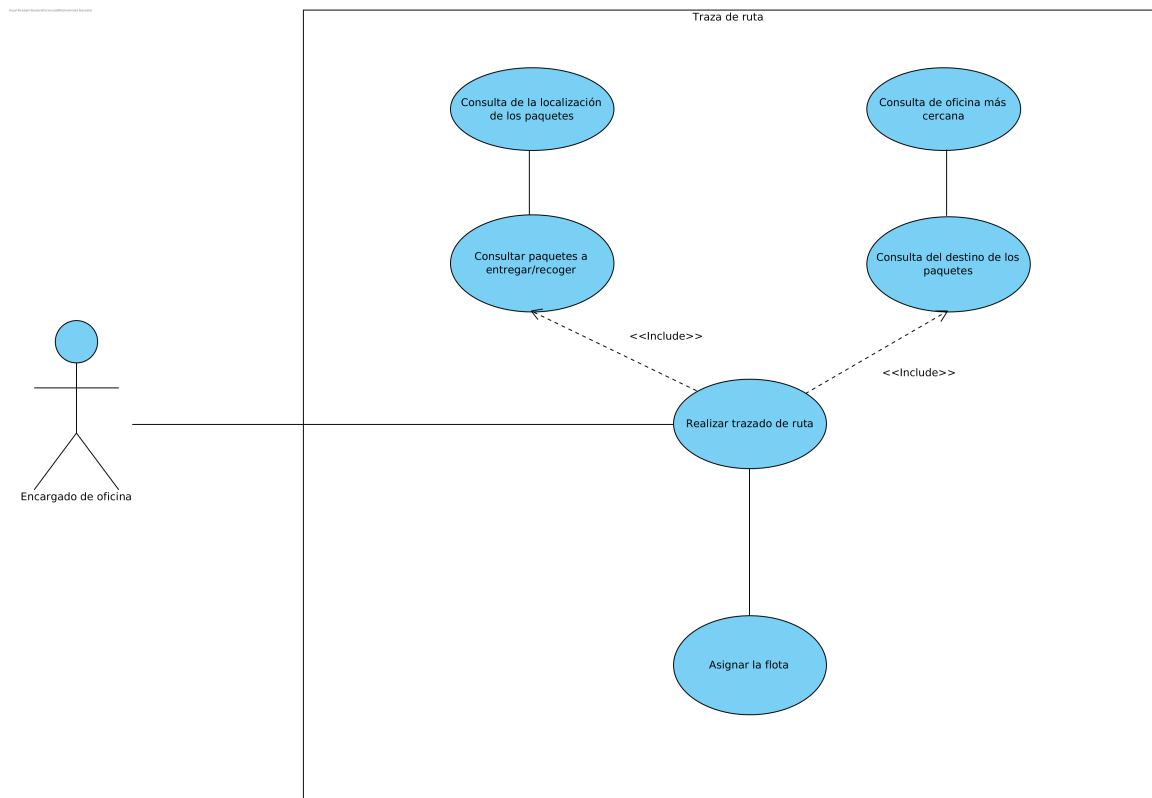 Traza de ruta
Consulta de la localización
de los paquetes
Consulta de oficina más
cercana
Consultar paquetes a
entregar/recoger
Consulta del destino de los
paquetes
<<Include>>
<<Include>>
Realizar trazado de ruta
Encargado de oficina
Asignar la flota